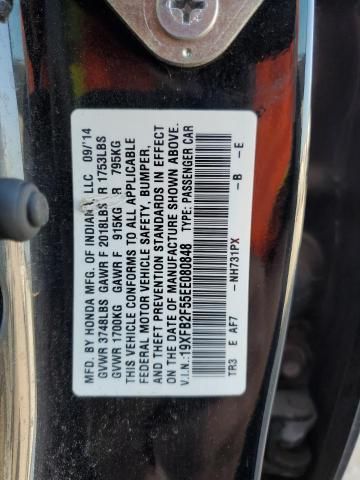 MFD. BY HONDA MFG. OF INDIANA, LLC 09/'14
GVWR 3748LBS GAWR F 2018LBS R 1753LBS
GVWR 1700KG GAWR F 915KG R 795KG
THIS VEHICLE CONFORMS TO ALL APPLICABLE
FEDERAL MOTOR VEHICLE SAFETY, BUMPER,
AND THEFT PREVENTION STANDARDS IN EFFECT
ON THE DATE OF MANUFACTURE SHOWN ABOVE.
V.I.N.:19XFB2F55EE080848 TYPE: PASSENGER CAR
TR3 E AF7 -NH731PX -B -E